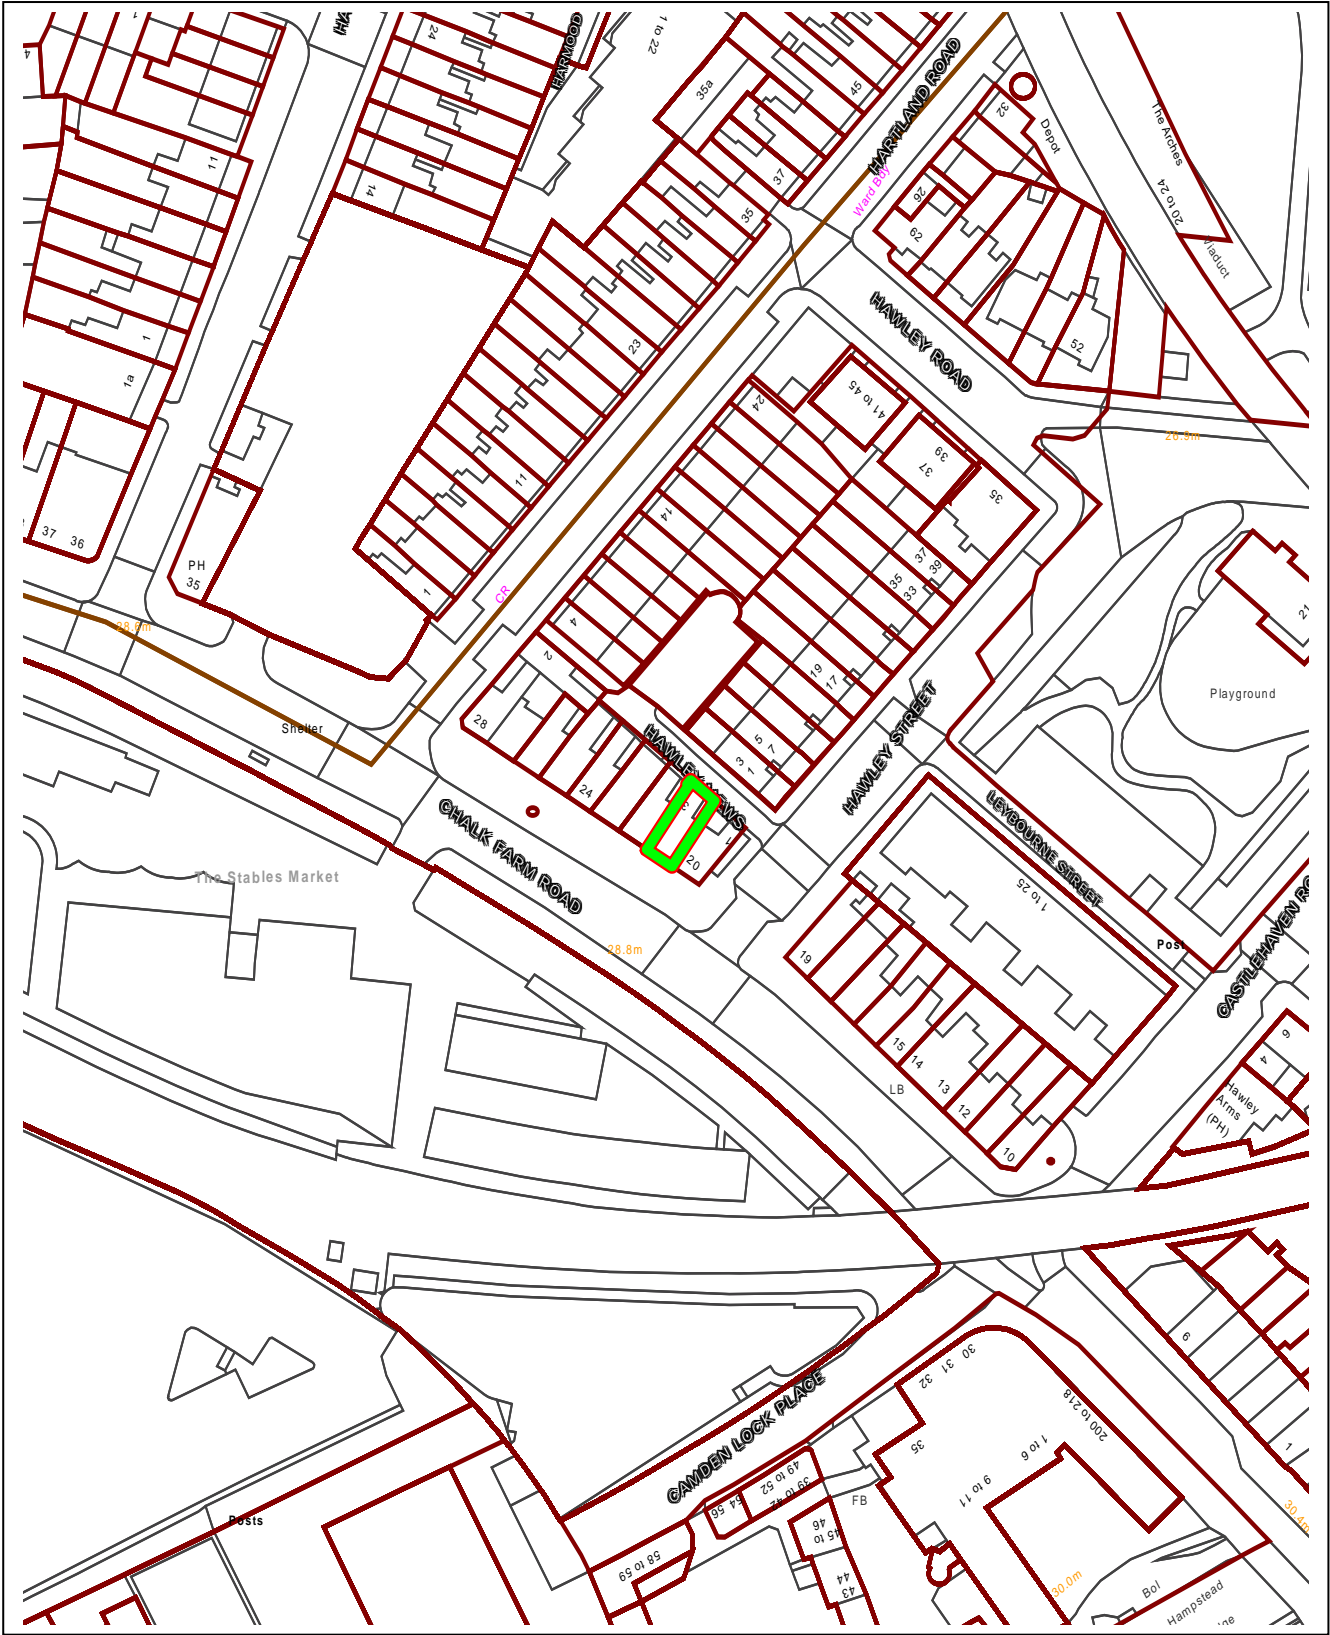 HA
24
HARMOOD
1 to 22
35a
45
HARTLAND ROAD
32
Depot
The Arches
20 to 24
Viaduct
11
14
37
35
Ward Bdy
26
62
HAWLEY ROAD
52
26.9m
1
1a
23
24
41 to 45
39
37
35
37 36
11
14
PH
35
1
CR
37
39
35
33
21
28.6m
4
2
19
17
Playground
Shelter
28
HAWLEY MEWS
5
7
3
1
HAWLEY STREET
24
3
1
20
LEYBOURNE STREET
CHALK FARM ROAD
The Stables Market
1 to 25
28.8m
Post
19
CASTLEHAVEN RO
15
14
13
12
LB
10
9
4
Hawley
Arms
(PH)
CAMDEN LOCK PLACE
30
31
32
35
200 to 218
1 to 6
9 to 11
9
1
30.4m
Posts
49 to 52
39 to 42
54
56
FB
46
45 to
44
43
58 to 59
30.0m
Bol
Hampstead
ge